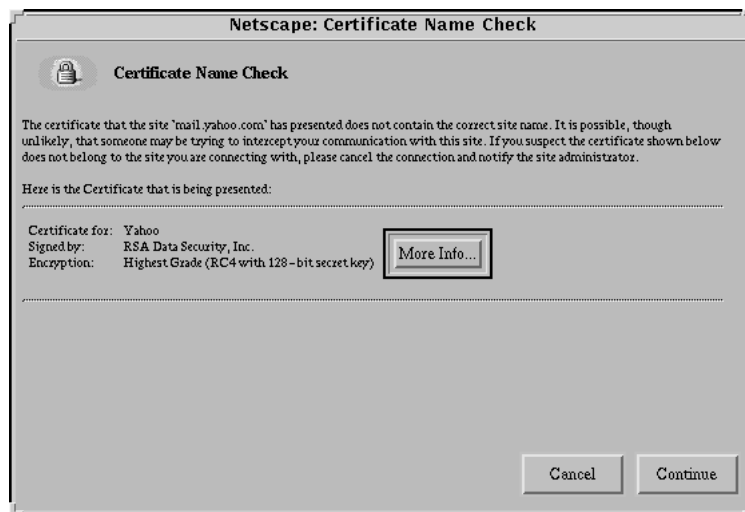 Netscape: Certificate Name Check
Certificate Name Check
The certificate that the site 'mail.yahoo.com' has presented does not contain the correct site name. It is possible, though
unlikely, that someone may be trying to intercept your communication with this site. If you suspect the certificate shown below
does not belong to the site you are connecting with, please cancel the connection and notify the site administrator.
Here is the Certificate that is being presented:
Certificate for: Yahoo
Signed by: RSA Data Security, Inc.
Encryption: Highest Grade (RC4 with 128-bit secret key)
More Info...
Cancel
Continue